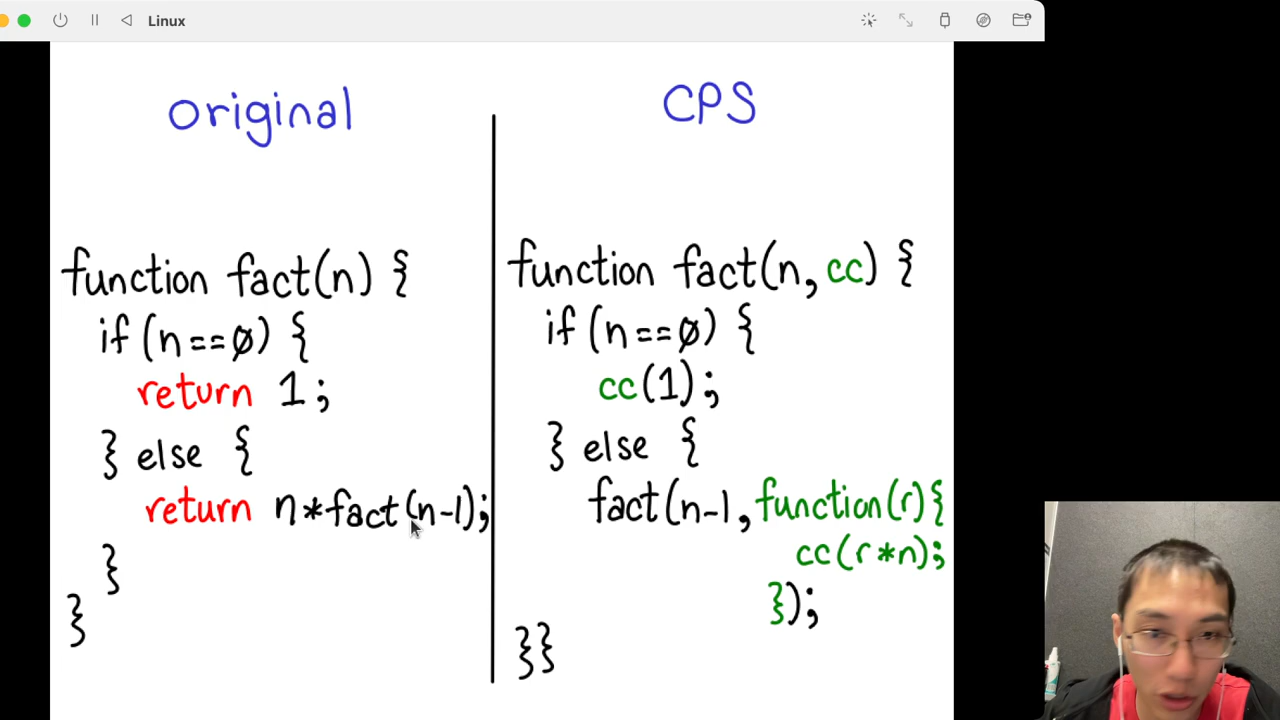 Linux
original
function fact(n) {
if (n==0) {
return 1;
} else {
return n*fact(n-1);
}
}
CPS
function fact(n, cc) {
if (n==0) {
cc(1);
} else {
fact(n-1, function(r){
cc(r*n);
});
}}